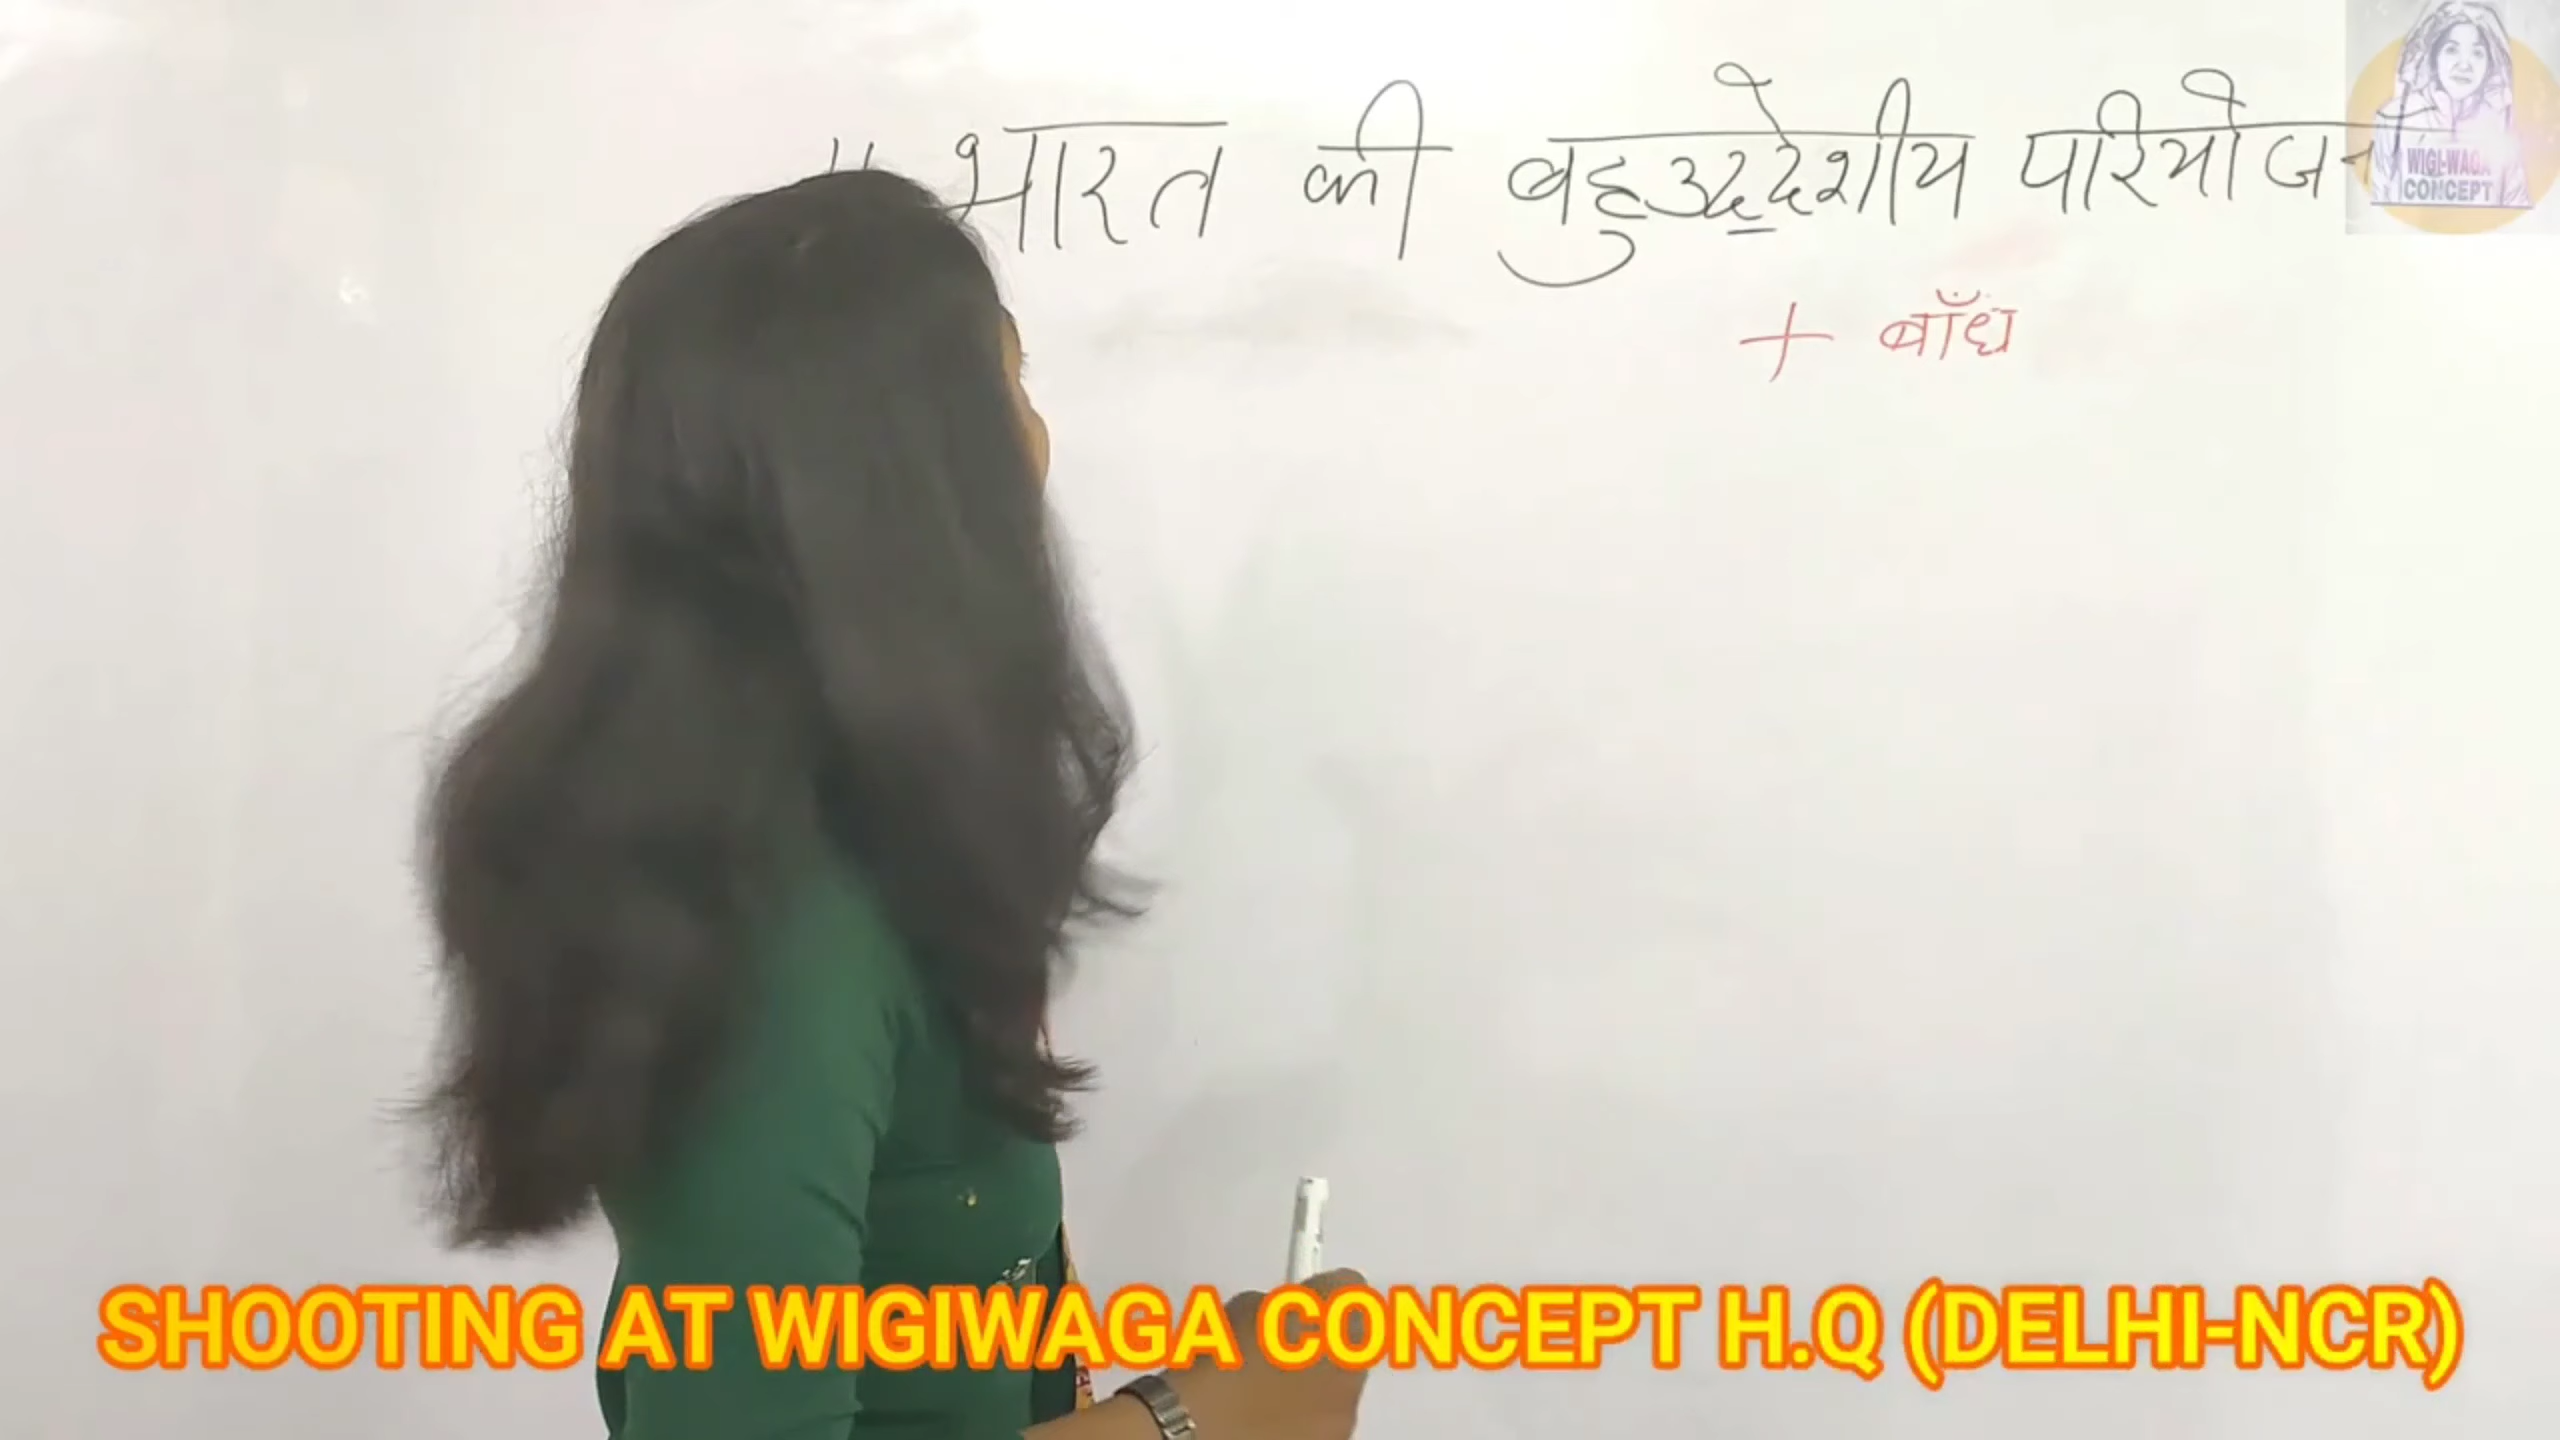 " भारत की बहुउद्देशीय परियोजना
+ बाँध
WIGI-WAGA
CONCEPT
SHOOTING AT WIGIWAGA CONCEPT H.Q (DELHI-NCR)